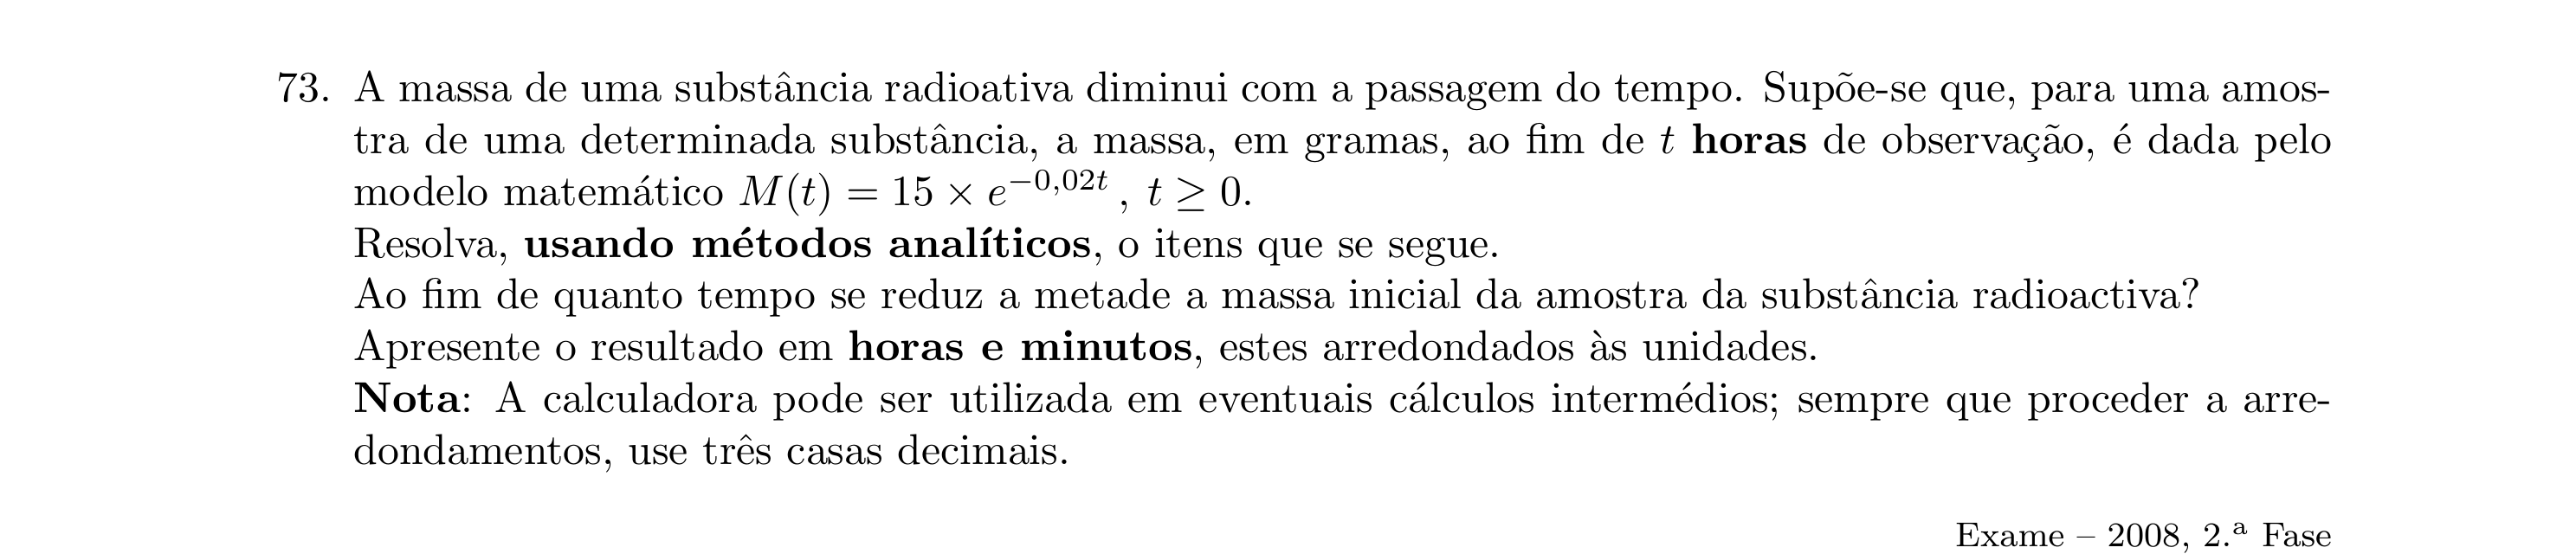 73. A massa de uma substância radioativa diminui com a passagem do tempo. Supõe-se que, para uma amos-
tra de uma determinada substância, a massa, em gramas, ao fim de t horas de observação, é dada pelo
modelo matemático M(t) = 15 × e^{−0,02t} , t ≥ 0.
Resolva, usando métodos analíticos, o itens que se segue.
Ao fim de quanto tempo se reduz a metade a massa inicial da amostra da substância radioactiva?
Apresente o resultado em horas e minutos, estes arredondados às unidades.
Nota: A calculadora pode ser utilizada em eventuais cálculos intermédios; sempre que proceder a arre-
dondamentos, use três casas decimais.
Exame – 2008, 2.ª Fase